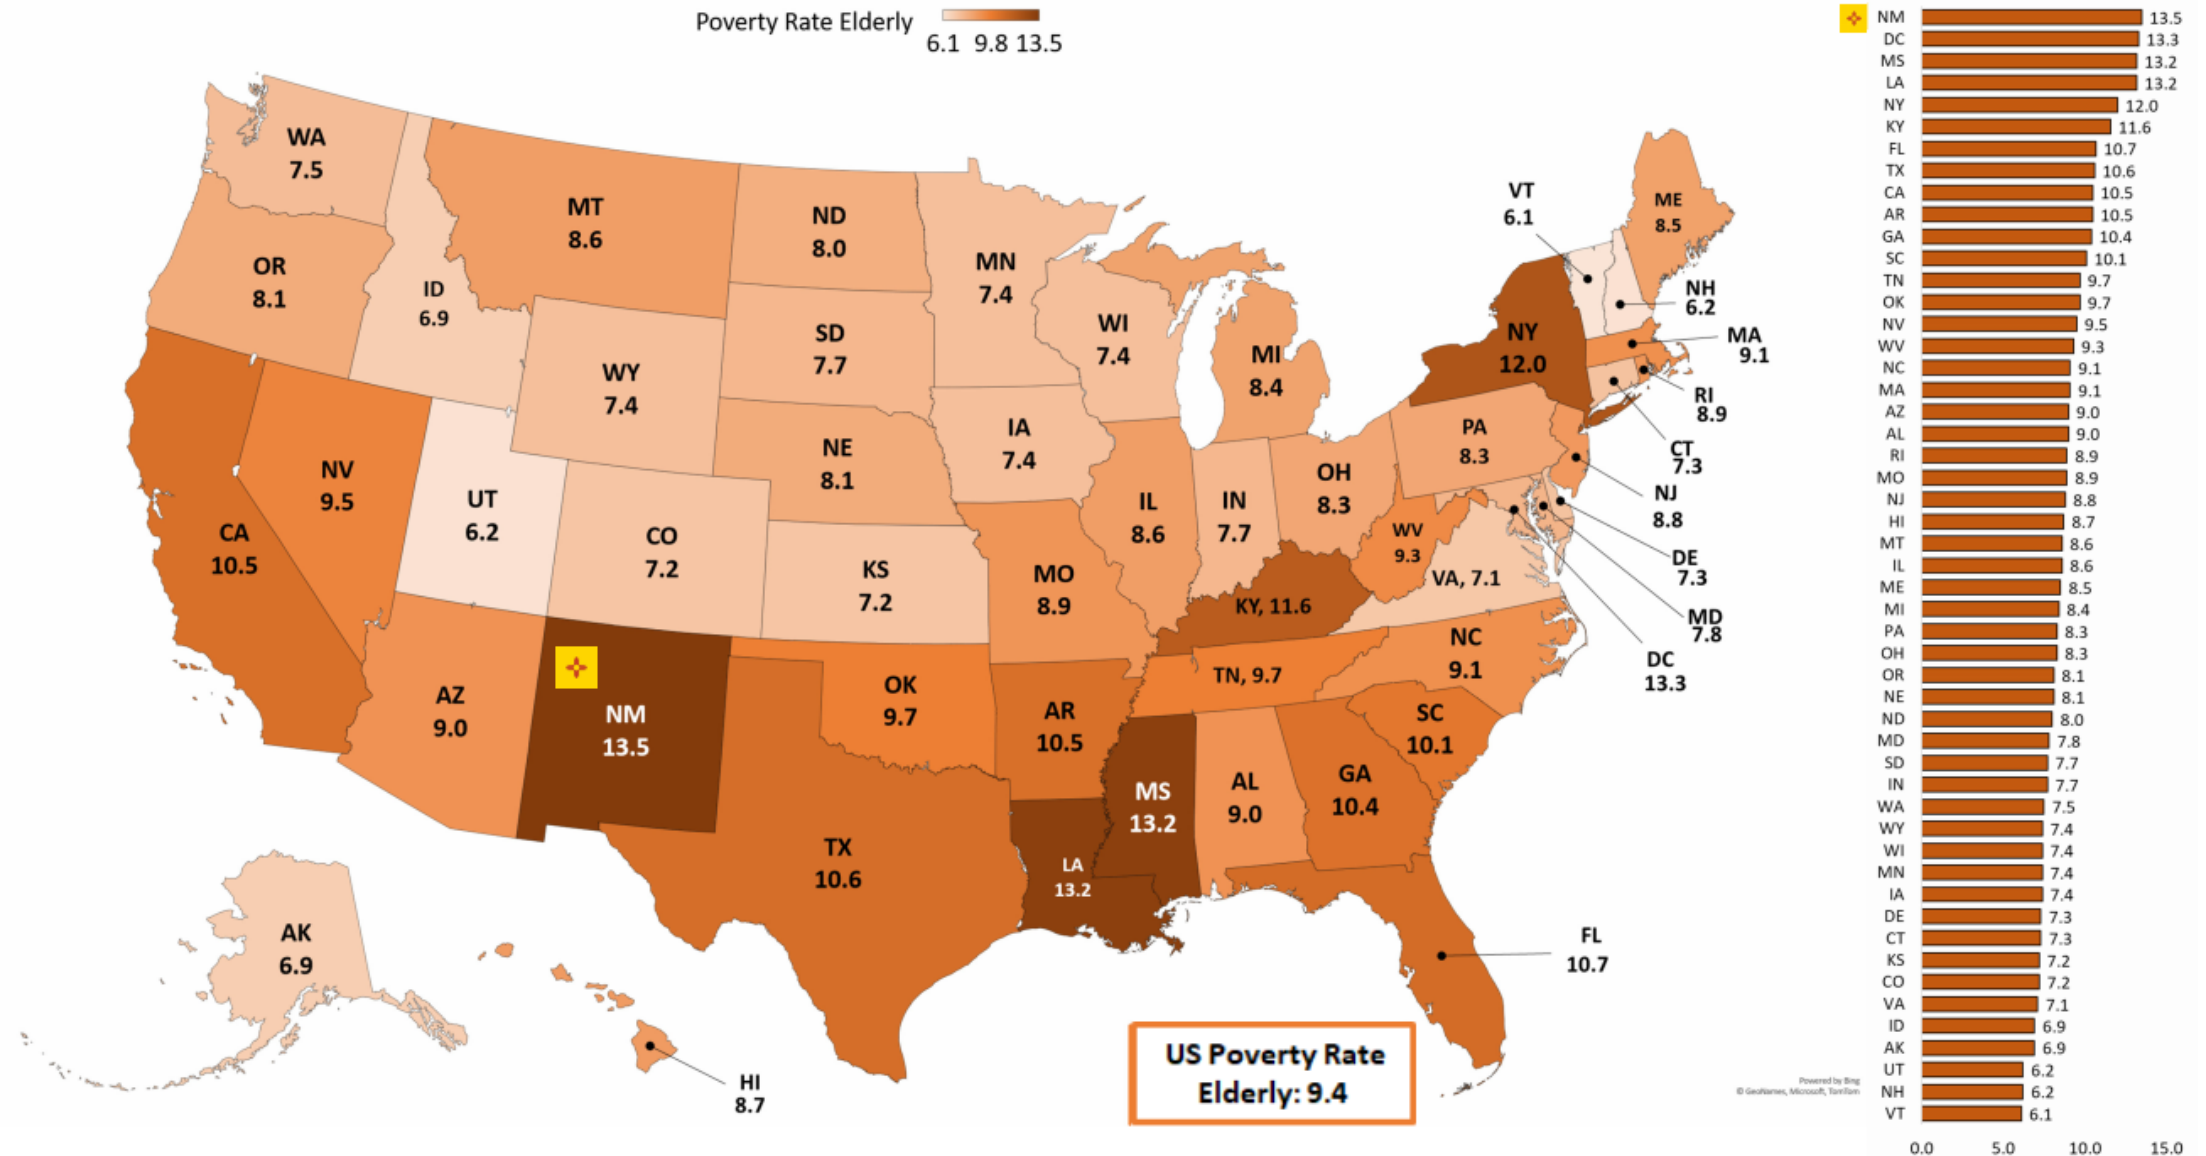 Poverty Rate Elderly
6.1 9.8 13.5
WA
7.5
MT
8.6
ND
8.0
MN
7.4
OR
8.1
ID
6.9
SD
7.7
WI
7.4
MI
8.4
VT
6.1
ME
8.5
NH
6.2
NY
12.0
MA
9.1
RI
8.9
CT
7.3
WY
7.4
NE
8.1
IA
7.4
PA
8.3
NJ
8.8
NV
9.5
UT
6.2
CO
7.2
KS
7.2
IL
8.6
IN
7.7
OH
8.3
WV
9.3
VA, 7.1
DE
7.3
MD
7.8
DC
13.3
CA
10.5
MO
8.9
KY, 11.6
NC
9.1
TN, 9.7
AZ
9.0
NM
13.5
OK
9.7
AR
10.5
SC
10.1
MS
13.2
AL
9.0
GA
10.4
TX
10.6
LA
13.2
AK
6.9
FL
10.7
HI
8.7
US Poverty Rate
Elderly: 9.4
Powered by Bing
© GeoNames, Microsoft, TomTom
NM 13.5
DC 13.3
MS 13.2
LA 13.2
NY 12.0
KY 11.6
FL 10.7
TX 10.6
CA 10.5
AR 10.5
GA 10.4
SC 10.1
TN 9.7
OK 9.7
NV 9.5
WV 9.3
NC 9.1
MA 9.1
AZ 9.0
AL 9.0
RI 8.9
MO 8.9
NJ 8.8
HI 8.7
MT 8.6
IL 8.6
ME 8.5
MI 8.4
PA 8.3
OH 8.3
OR 8.1
NE 8.1
ND 8.0
MD 7.8
SD 7.7
IN 7.7
WA 7.5
WY 7.4
WI 7.4
MN 7.4
IA 7.4
DE 7.3
CT 7.3
KS 7.2
CO 7.2
VA 7.1
ID 6.9
AK 6.9
UT 6.2
NH 6.2
VT 6.1
0.0 5.0 10.0 15.0